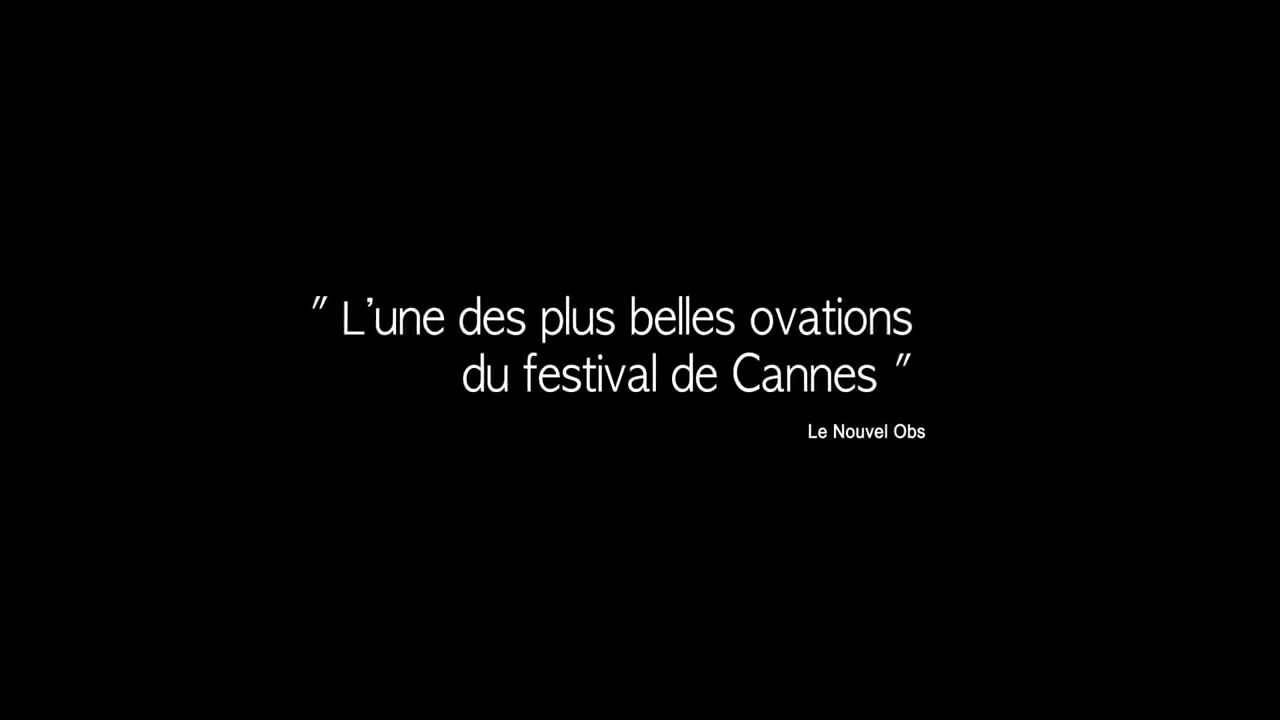 " L'une des plus belles ovations
du festival de Cannes "
Le Nouvel Obs